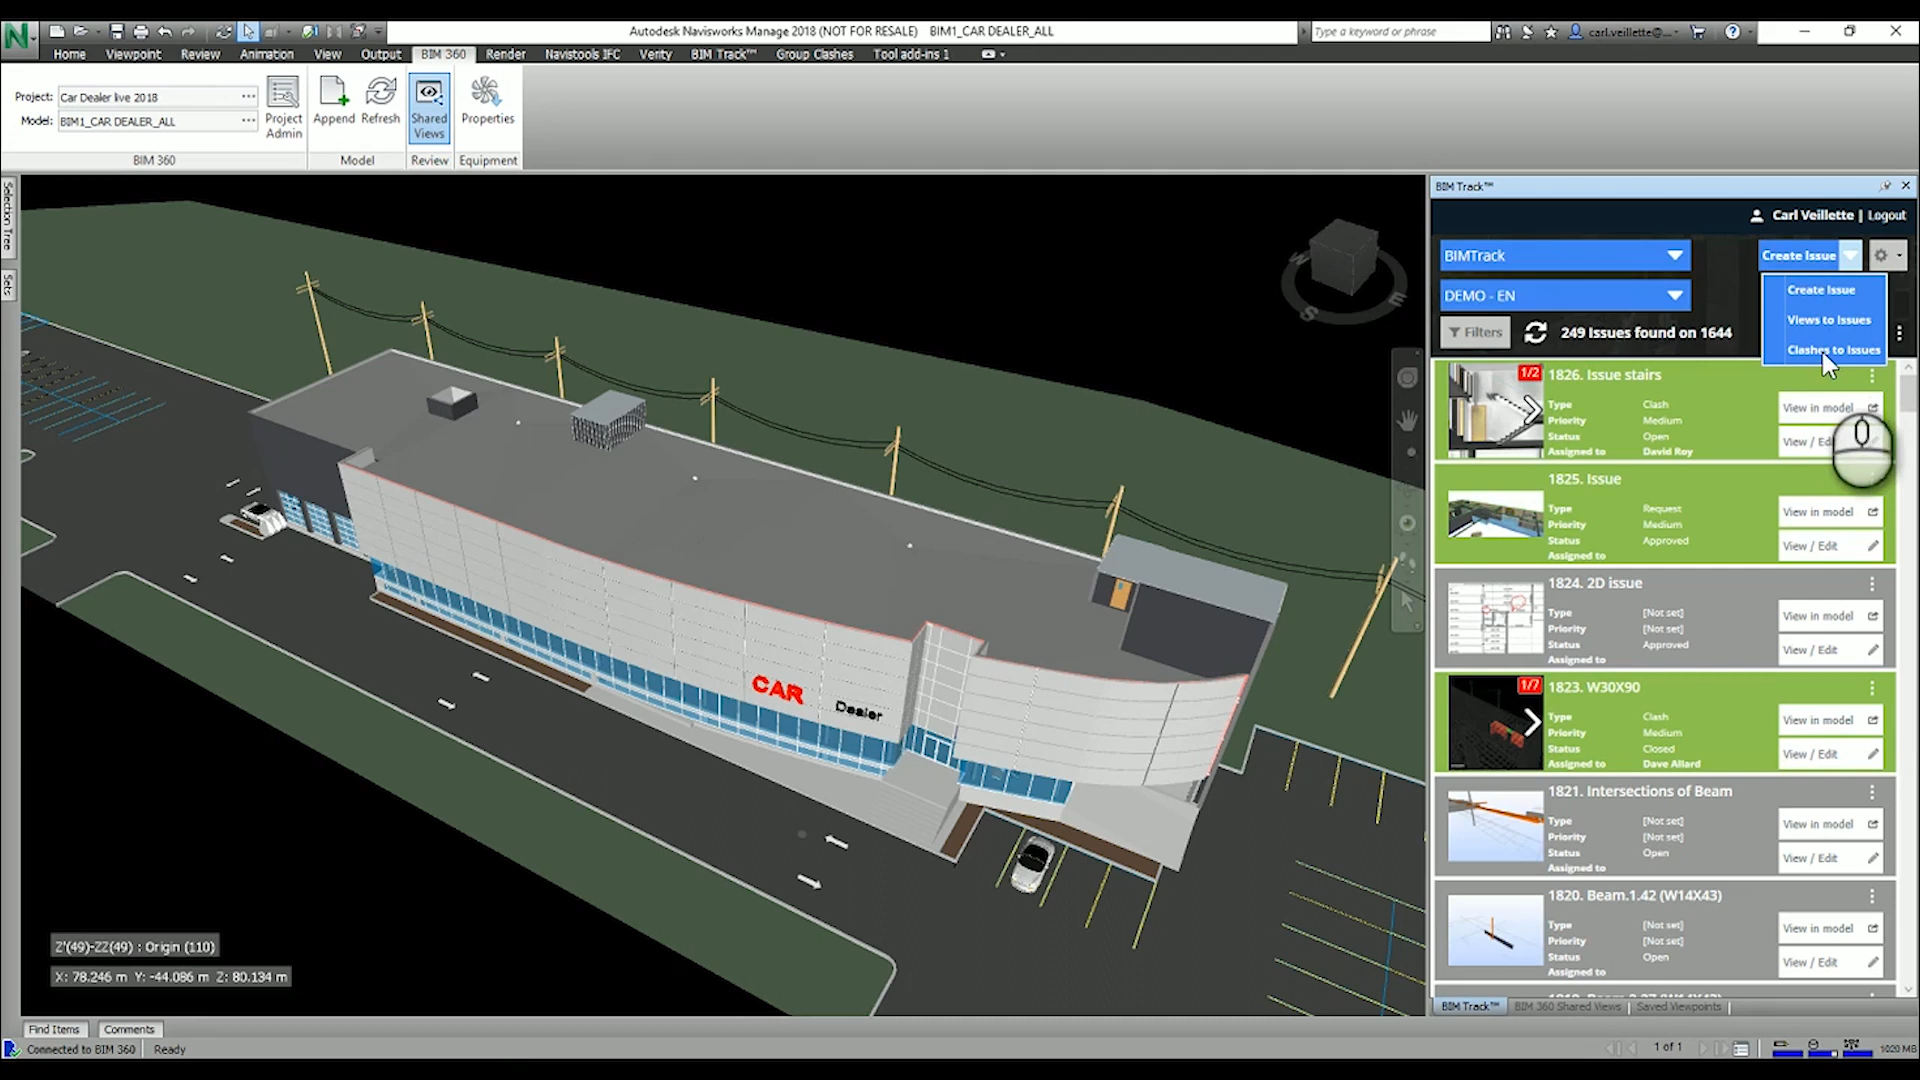 Autodesk Navisworks Manage 2018 (NOT FOR RESALE) BIM1_CAR DEALER_ALL
Type a keyword or phrase
carl.veillette@...
Home Viewpoint Review Animation View Output BIM 360 Render Navistools IFC Verity BIM Track™ Group Clashes Tool add-ins 1
Project: Car Dealer live 2018 ...
Model: BIM1_CAR DEALER_ALL ...
Project Admin
Append
Refresh
Shared Views
Properties
BIM 360 Model Review Equipment
Selection Tree
Sets
W
S
E
CAR
Dealer
Z'(49)-ZZ(49) : Origin (110)
X: 78.246 m Y: -44.086 m Z: 80.134 m
BIM Track™
Carl Veillette | Logout
BIMTrack
Create Issue
DEMO - EN
Create Issue
Views to Issues
Clashes to Issues
Filters
249 Issues found on 1644
1/2
1826. Issue stairs
Type Clash
Priority Medium
Status Open
Assigned to David Roy
View in model
View / Edi
1825. Issue
Type Request
Priority Medium
Status Approved
Assigned to
View in model
View / Edit
1824. 2D issue
Type [Not set]
Priority [Not set]
Status Approved
Assigned to
View in model
View / Edit
1/7
1823. W30X90
Type Clash
Priority Medium
Status Closed
Assigned to Dave Allard
View in model
View / Edit
1821. Intersections of Beam
Type [Not set]
Priority [Not set]
Status Open
Assigned to
View in model
View / Edit
1820. Beam.1.42 (W14X43)
Type [Not set]
Priority [Not set]
Status Open
Assigned to
View in model
View / Edit
BIM Track™ BIM 360 Shared Views Saved Viewpoints
Find Items Comments
Connected to BIM 360 Ready
1 of 1
1020 MB